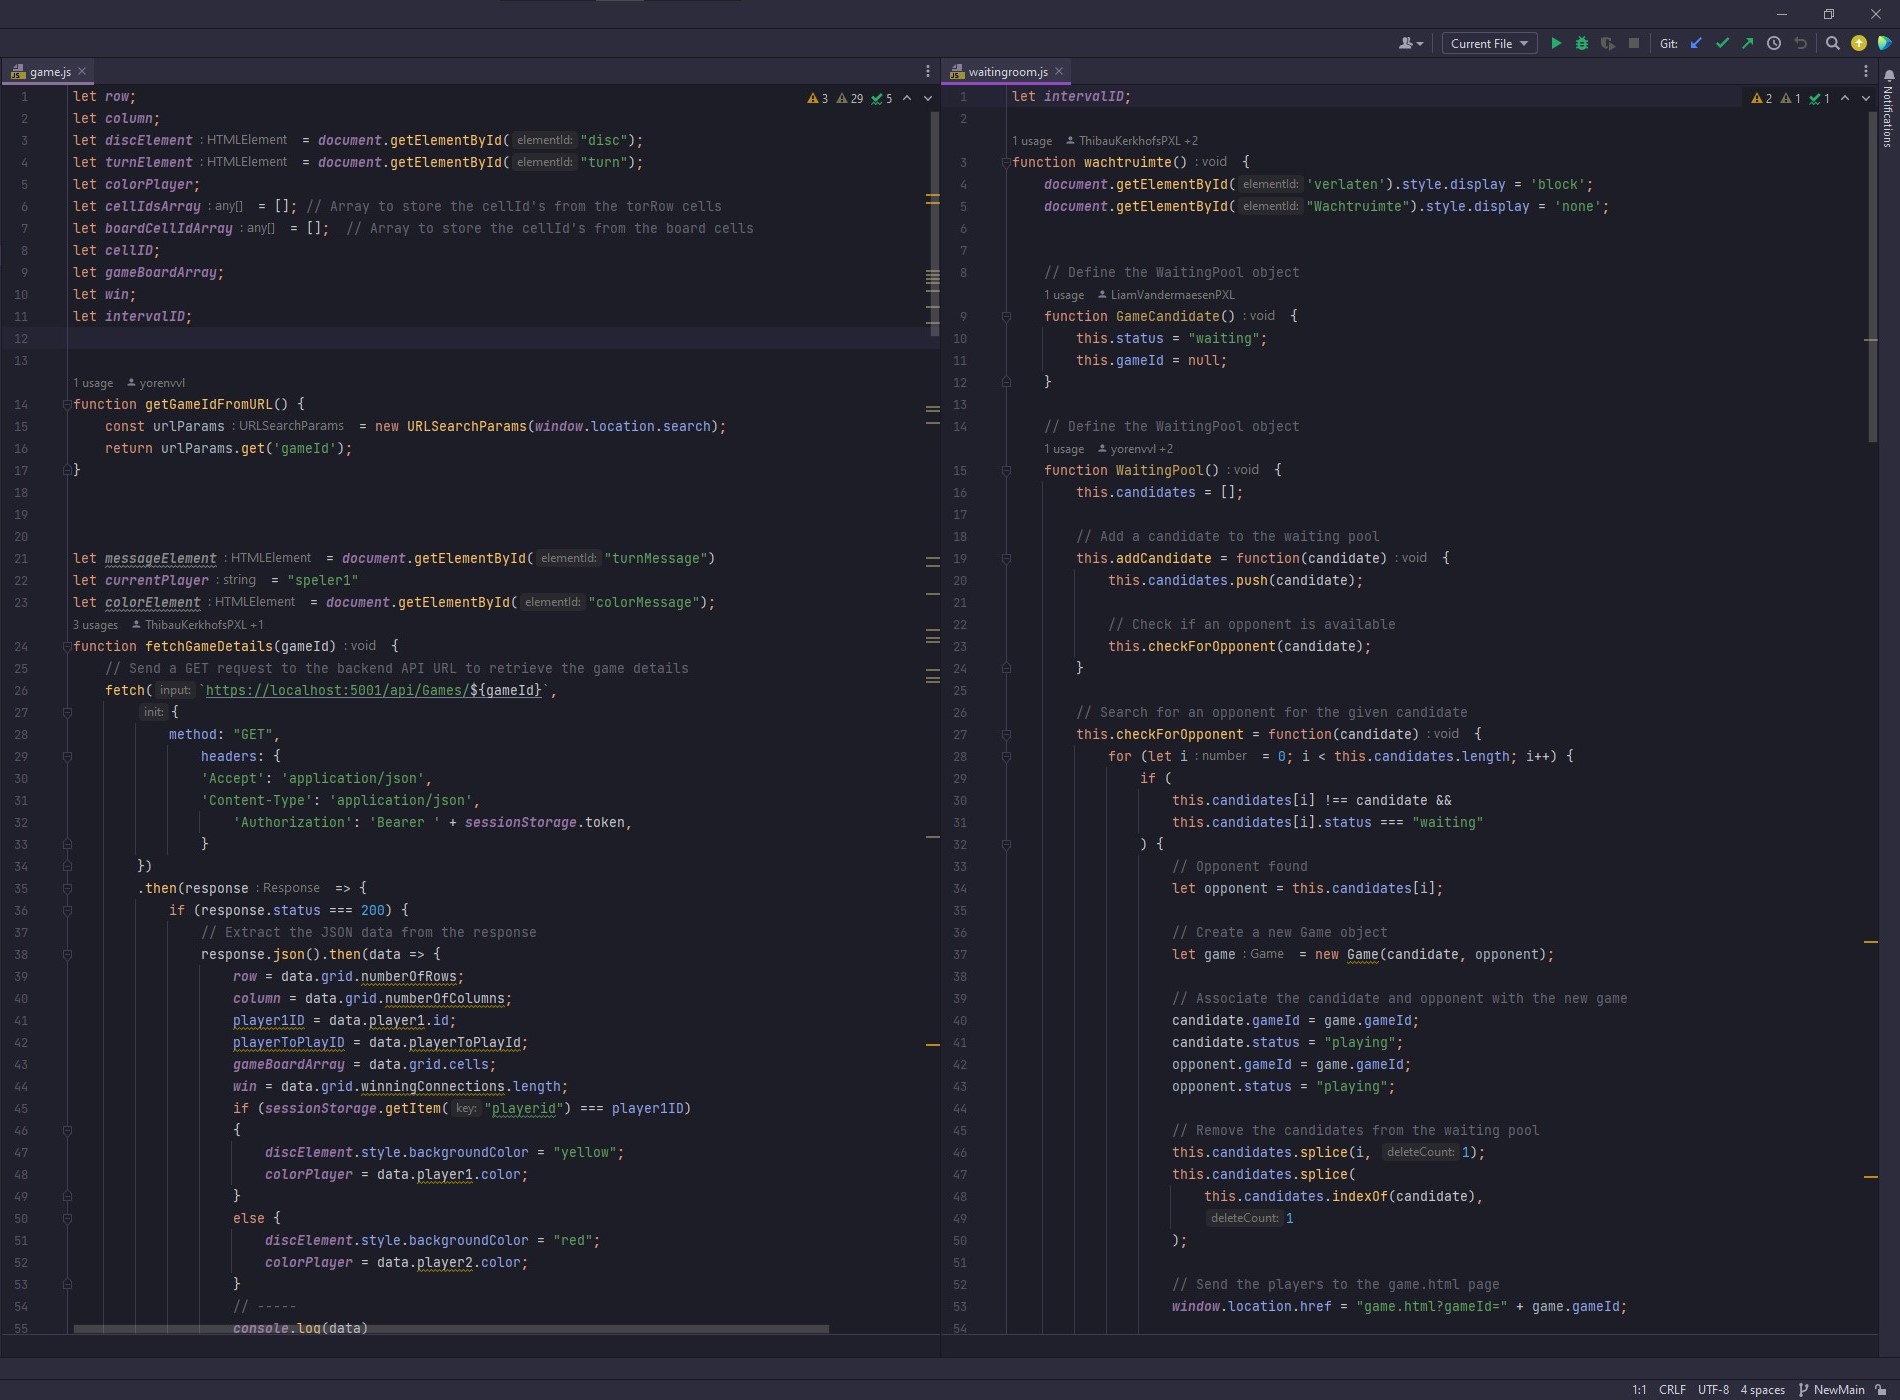 Current File
Git:
game.js
3 29 5
1 let row;
2 let column;
3 let discElement : HTMLElement = document.getElementById( elementId: "disc");
4 let turnElement : HTMLElement = document.getElementById( elementId: "turn");
5 let colorPlayer;
6 let cellIdsArray : any[] = []; // Array to store the cellId's from the torRow cells
7 let boardCellIdArray : any[] = []; // Array to store the cellId's from the board cells
8 let cellID;
9 let gameBoardArray;
10 let win;
11 let intervalID;
12
13
1 usage yorenvvl
14 function getGameIdFromURL() {
15 const urlParams : URLSearchParams = new URLSearchParams(window.location.search);
16 return urlParams.get('gameId');
17 }
18
19
20
21 let messageElement : HTMLElement = document.getElementById( elementId: "turnMessage")
22 let currentPlayer : string = "speler1"
23 let colorElement : HTMLElement = document.getElementById( elementId: "colorMessage");
3 usages ThibauKerkhofsPXL +1
24 function fetchGameDetails(gameId) : void {
25 // Send a GET request to the backend API URL to retrieve the game details
26 fetch( input: `https://localhost:5001/api/Games/${gameId}`,
27 init: {
28 method: "GET",
29 headers: {
30 'Accept': 'application/json',
31 'Content-Type': 'application/json',
32 'Authorization': 'Bearer ' + sessionStorage.token,
33 }
34 })
35 .then(response : Response => {
36 if (response.status === 200) {
37 // Extract the JSON data from the response
38 response.json().then(data => {
39 row = data.grid.numberOfRows;
40 column = data.grid.numberOfColumns;
41 player1ID = data.player1.id;
42 playerToPlayID = data.playerToPlayId;
43 gameBoardArray = data.grid.cells;
44 win = data.grid.winningConnections.length;
45 if (sessionStorage.getItem( key: "playerid") === player1ID)
46 {
47 discElement.style.backgroundColor = "yellow";
48 colorPlayer = data.player1.color;
49 }
50 else {
51 discElement.style.backgroundColor = "red";
52 colorPlayer = data.player2.color;
53 }
54 // -----
55 console.log(data)
waitingroom.js
2 1 1
1 let intervalID;
2
1 usage ThibauKerkhofsPXL +2
3 function wachtruimte() : void {
4 document.getElementById( elementId: 'verlaten').style.display = 'block';
5 document.getElementById( elementId: "Wachtruimte").style.display = 'none';
6
7
8 // Define the WaitingPool object
1 usage LiamVandermaesenPXL
9 function GameCandidate() : void {
10 this.status = "waiting";
11 this.gameId = null;
12 }
13
14 // Define the WaitingPool object
1 usage yorenvvl +2
15 function WaitingPool() : void {
16 this.candidates = [];
17
18 // Add a candidate to the waiting pool
19 this.addCandidate = function(candidate) : void {
20 this.candidates.push(candidate);
21
22 // Check if an opponent is available
23 this.checkForOpponent(candidate);
24 }
25
26 // Search for an opponent for the given candidate
27 this.checkForOpponent = function(candidate) : void {
28 for (let i : number = 0; i < this.candidates.length; i++) {
29 if (
30 this.candidates[i] !== candidate &&
31 this.candidates[i].status === "waiting"
32 ) {
33 // Opponent found
34 let opponent = this.candidates[i];
35
36 // Create a new Game object
37 let game : Game = new Game(candidate, opponent);
38
39 // Associate the candidate and opponent with the new game
40 candidate.gameId = game.gameId;
41 candidate.status = "playing";
42 opponent.gameId = game.gameId;
43 opponent.status = "playing";
44
45 // Remove the candidates from the waiting pool
46 this.candidates.splice(i, deleteCount: 1);
47 this.candidates.splice(
48 this.candidates.indexOf(candidate),
49 deleteCount: 1
50 );
51
52 // Send the players to the game.html page
53 window.location.href = "game.html?gameId=" + game.gameId;
54
Notifications
1:1 CRLF UTF-8 4 spaces NewMain